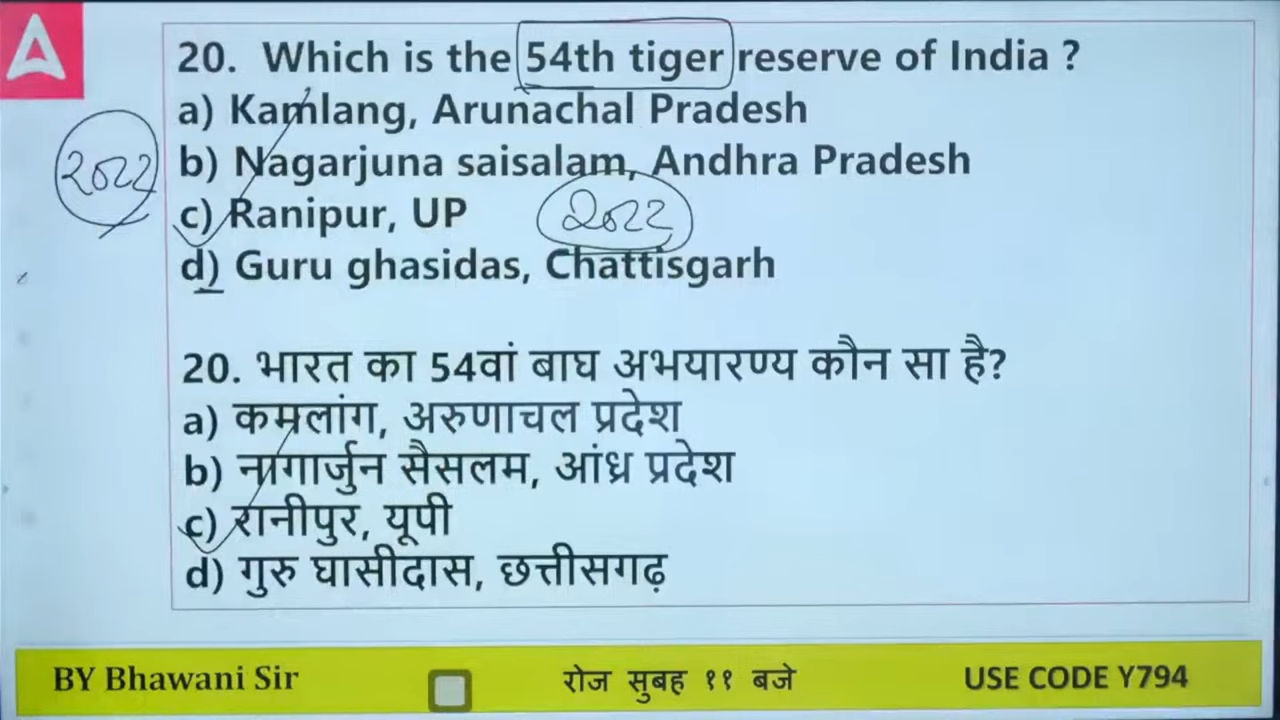 20. Which is the 54th tiger reserve of India ?
a) Kamlang, Arunachal Pradesh
2022
b) Nagarjuna saisalam, Andhra Pradesh
c) Ranipur, UP 2022
d) Guru ghasidas, Chattisgarh
20. भारत का 54वां बाघ अभयारण्य कौन सा है?
a) कमलांग, अरुणाचल प्रदेश
b) नागार्जुन सैसलम, आंध्र प्रदेश
c) रानीपुर, यूपी
d) गुरु घासीदास, छत्तीसगढ़
BY Bhawani Sir रोज सुबह ११ बजे USE CODE Y794